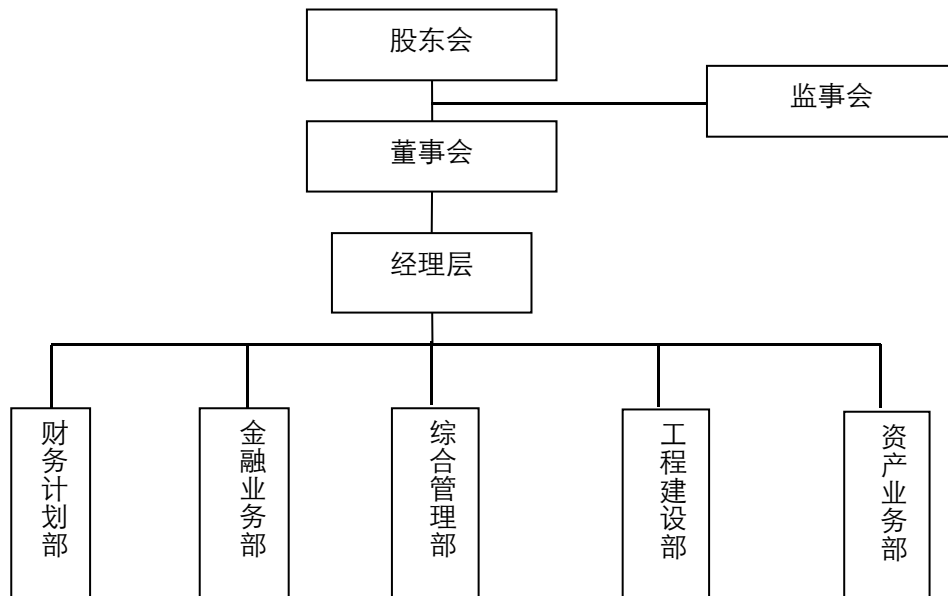 股东会
监事会
董事会
经理层
财务计划部
金融业务部
综合管理部
工程建设部
资产业务部